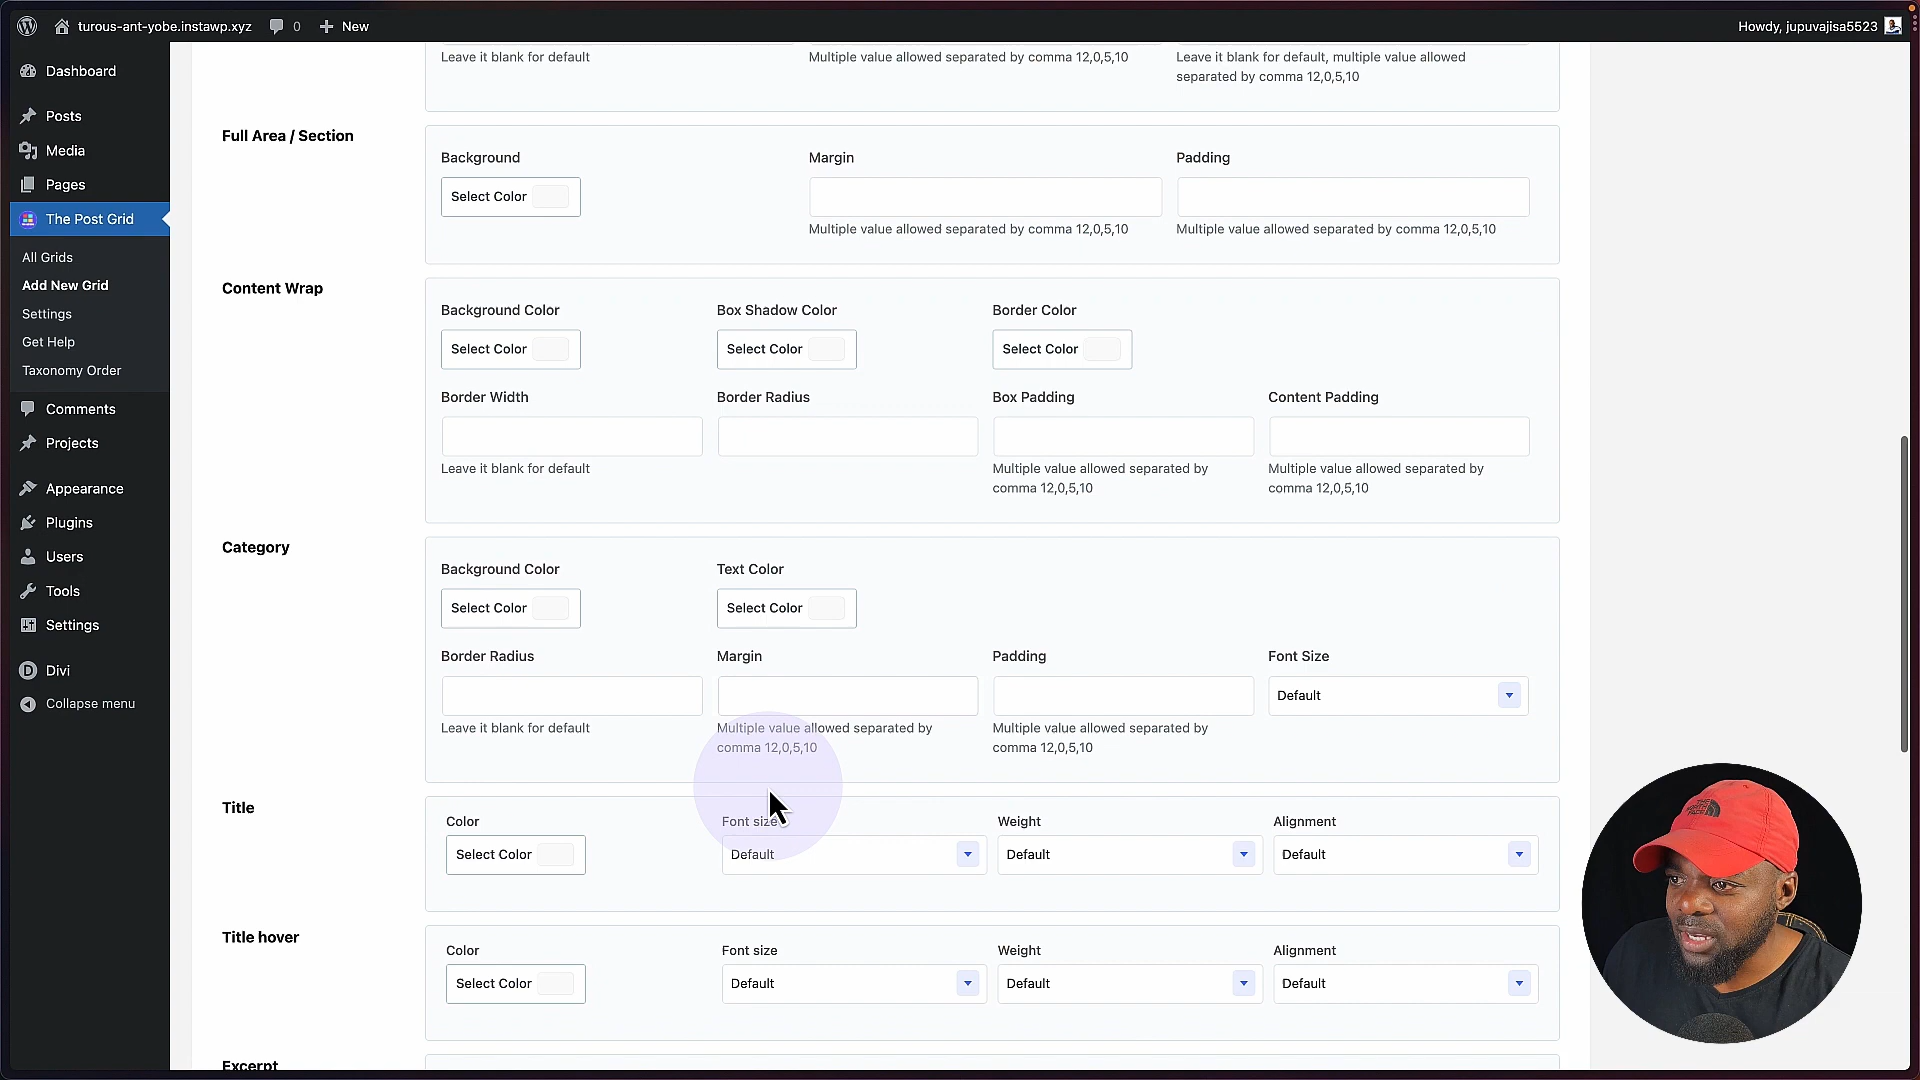 turous-ant-yobe.instawp.xyz 0 New Howdy, jupuvajisa5523
Dashboard
Posts
Media
Pages
The Post Grid
All Grids
Add New Grid
Settings
Get Help
Taxonomy Order
Comments
Projects
Appearance
Plugins
Users
Tools
Settings
Divi
Collapse menu
Leave it blank for default
Multiple value allowed separated by comma 12,0,5,10
Leave it blank for default, multiple value allowed
separated by comma 12,0,5,10
Full Area / Section
Background Margin Padding
Select Color
Multiple value allowed separated by comma 12,0,5,10
Multiple value allowed separated by comma 12,0,5,10
Content Wrap
Background Color Box Shadow Color Border Color
Select Color Select Color Select Color
Border Width Border Radius Box Padding Content Padding
Leave it blank for default
Multiple value allowed separated by
comma 12,0,5,10
Multiple value allowed separated by
comma 12,0,5,10
Category
Background Color Text Color
Select Color Select Color
Border Radius Margin Padding Font Size
Default
Leave it blank for default
Multiple value allowed separated by
comma 12,0,5,10
Multiple value allowed separated by
comma 12,0,5,10
Title
Color Font size Weight Alignment
Select Color Default Default Default
Title hover
Color Font size Weight Alignment
Select Color Default Default Default
Excerpt